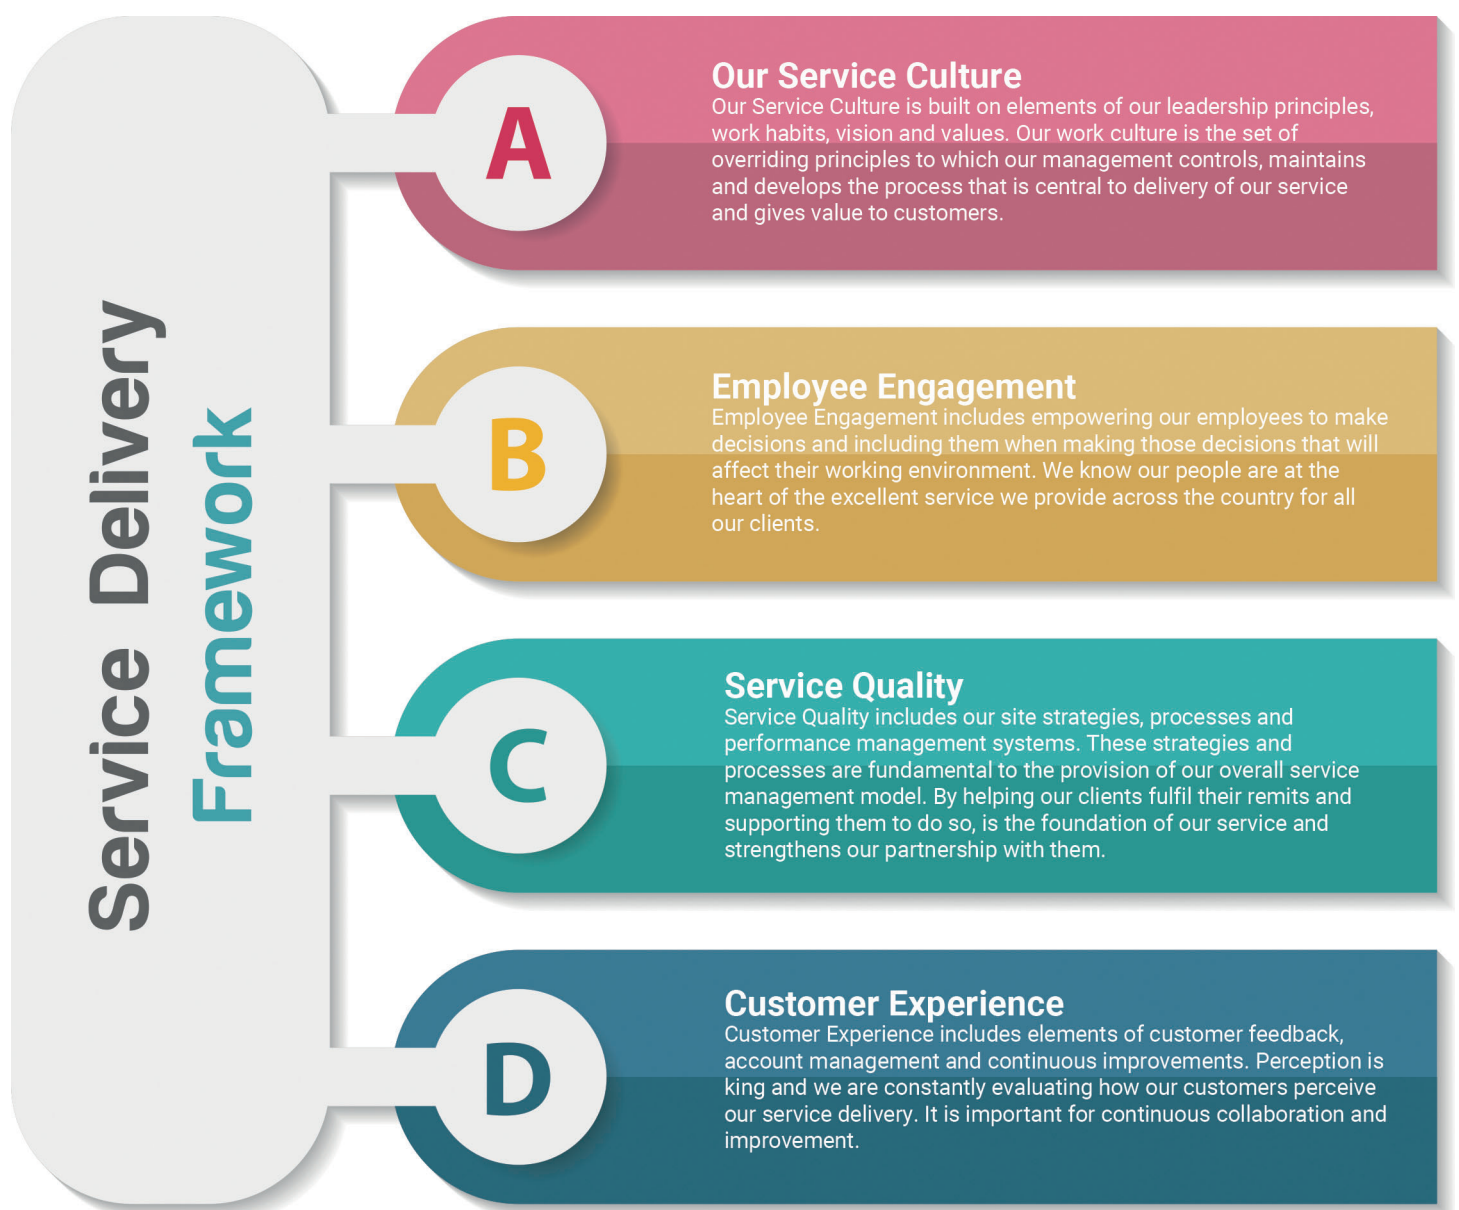 Service Delivery
Framework
A
Our Service Culture
Our Service Culture is built on elements of our leadership principles,
work habits, vision and values. Our work culture is the set of
overriding principles to which our management controls, maintains
and develops the process that is central to delivery of our service
and gives value to customers.
B
Employee Engagement
Employee Engagement includes empowering our employees to make
decisions and including them when making those decisions that will
affect their working environment. We know our people are at the
heart of the excellent service we provide across the country for all
our clients.
C
Service Quality
Service Quality includes our site strategies, processes and
performance management systems. These strategies and
processes are fundamental to the provision of our overall service
management model. By helping our clients fulfil their remits and
supporting them to do so, is the foundation of our service and
strengthens our partnership with them.
D
Customer Experience
Customer Experience includes elements of customer feedback,
account management and continuous improvements. Perception is
king and we are constantly evaluating how our customers perceive
our service delivery. It is important for continuous collaboration and
improvement.